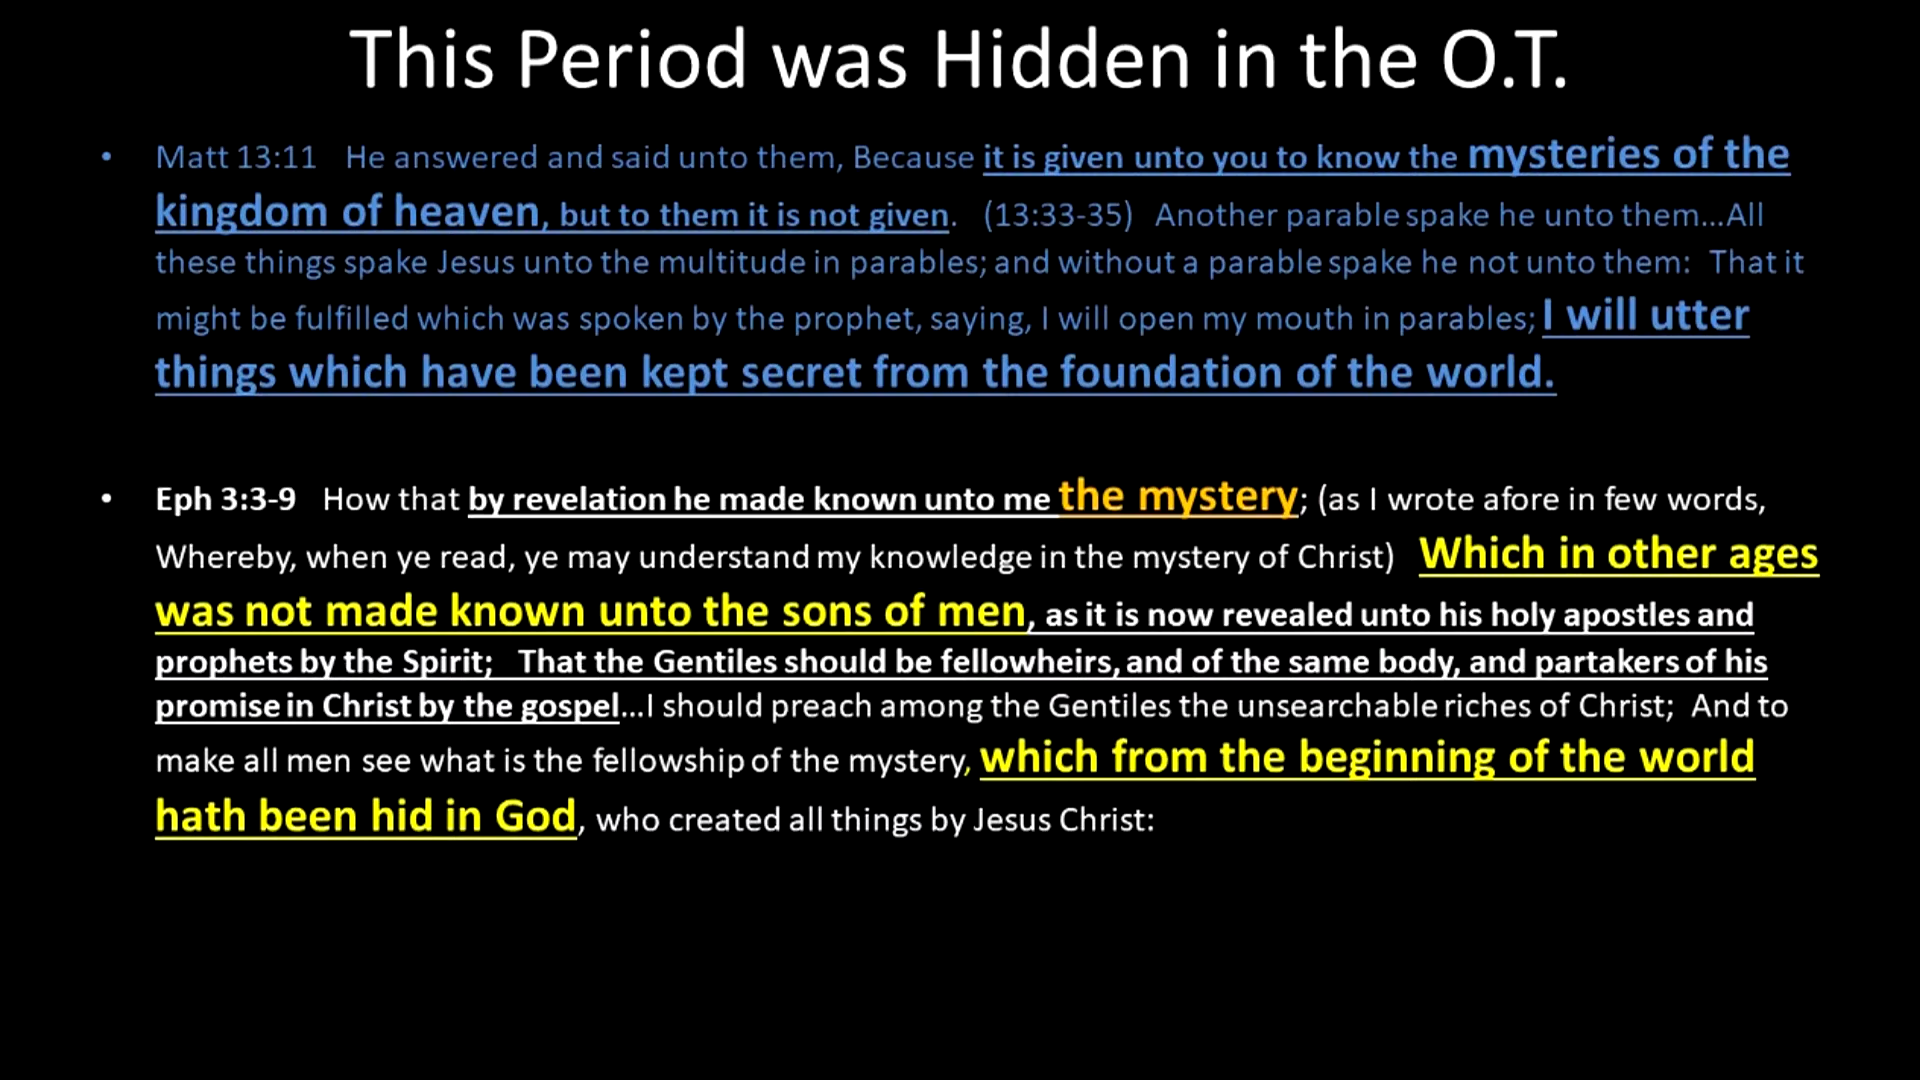 This Period was Hidden in the O.T.
• Matt 13:11 He answered and said unto them, Because it is given unto you to know the mysteries of the
kingdom of heaven, but to them it is not given. (13:33-35) Another parable spake he unto them...All
these things spake Jesus unto the multitude in parables; and without a parable spake he not unto them: That it
might be fulfilled which was spoken by the prophet, saying, I will open my mouth in parables; I will utter
things which have been kept secret from the foundation of the world.
• Eph 3:3-9 How that by revelation he made known unto me the mystery; (as I wrote afore in few words,
Whereby, when ye read, ye may understand my knowledge in the mystery of Christ) Which in other ages
was not made known unto the sons of men, as it is now revealed unto his holy apostles and
prophets by the Spirit; That the Gentiles should be fellowheirs, and of the same body, and partakers of his
promise in Christ by the gospel...I should preach among the Gentiles the unsearchable riches of Christ; And to
make all men see what is the fellowship of the mystery, which from the beginning of the world
hath been hid in God, who created all things by Jesus Christ: